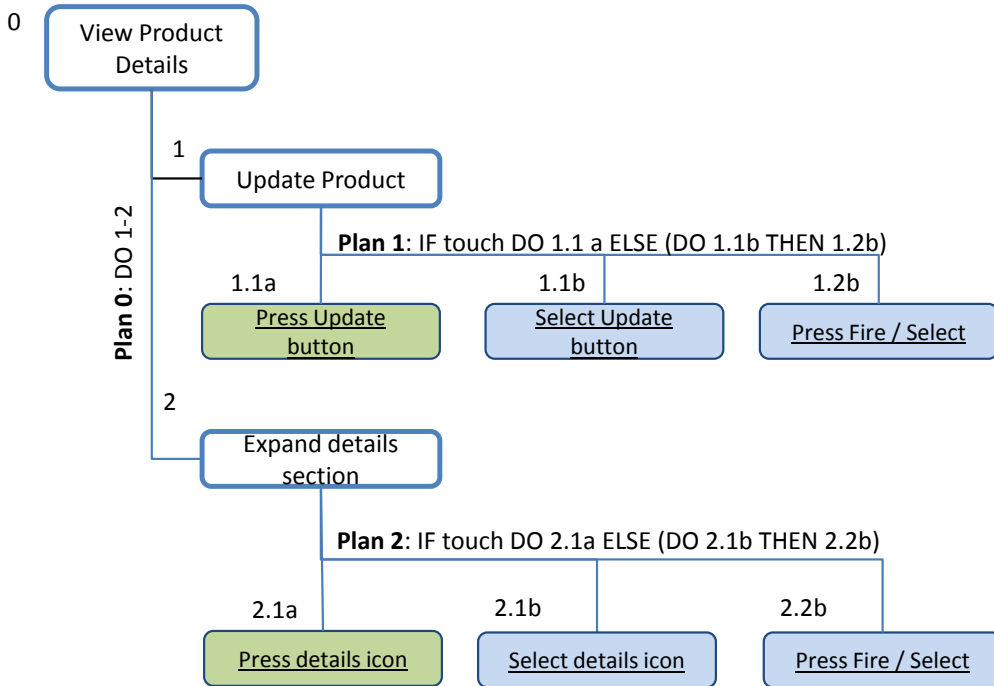 0
View Product
Details
1
Update Product
Plan 0: DO 1-2
Plan 1: IF touch DO 1.1 a ELSE (DO 1.1b THEN 1.2b)
1.1a
1.1b
1.2b
Press Update
button
Select Update
button
Press Fire / Select
2
Expand details
section
Plan 2: IF touch DO 2.1a ELSE (DO 2.1b THEN 2.2b)
2.1a
2.1b
2.2b
Press details icon
Select details icon
Press Fire / Select